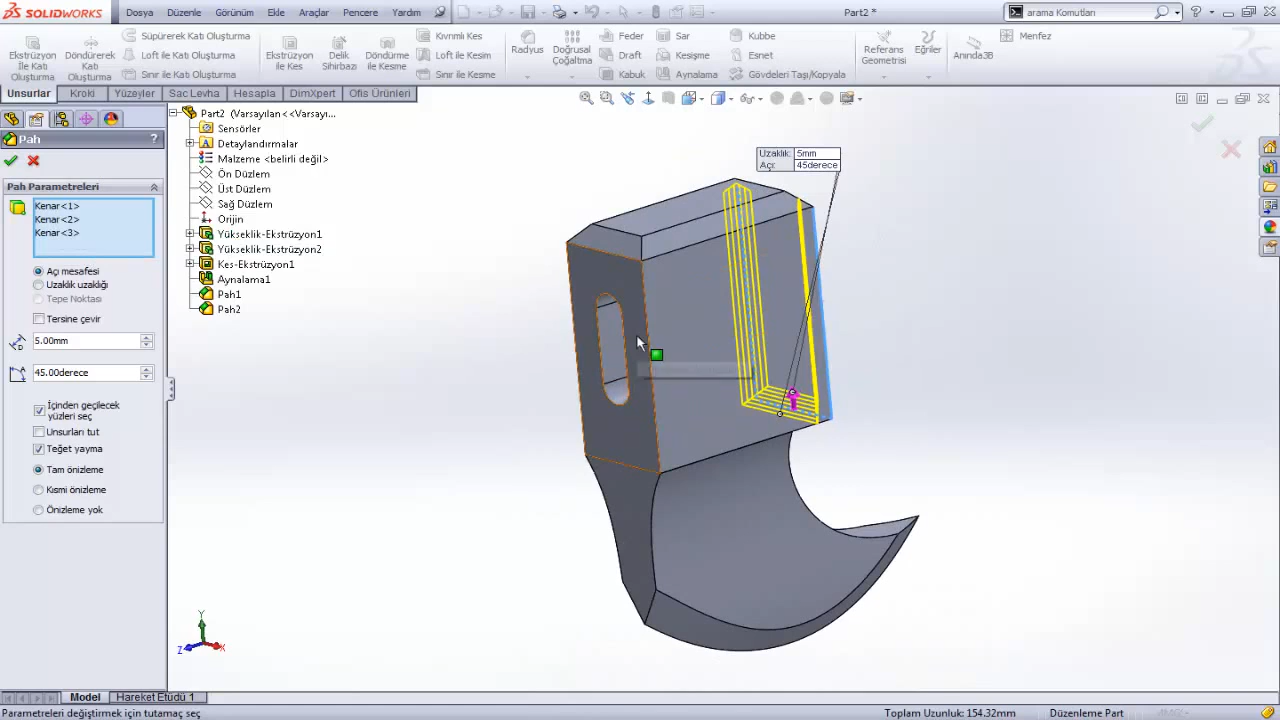 SOLIDWORKS
Dosya Düzenle Görünüm Ekle Araçlar Pencere Yardım
Part2 *
arama Komutları
Ekstrüzyon İle Katı Oluşturma
Döndürerek Katı Oluşturma
Süpürerek Katı Oluşturma
Loft ile Katı Oluşturma
Sınır ile Katı Oluşturma
Ekstrüzyon ile Kes
Delik Sihirbazı
Döndürme ile Kesme
Kıvrımlı Kes
Loft ile Kesim
Sınır ile Kesme
Radyus
Doğrusal Çoğaltma
Feder
Draft
Kabuk
Sar
Kesişme
Aynalama
Kubbe
Esnet
Gövdeleri Taşı/Kopyala
Referans Geometrisi
Eğriler
Anında3B
Menfez
Unsurlar Kroki Yüzeyler Sac Levha Hesapla DimXpert Ofis Ürünleri
Pah ?
Pah Parametreleri
Kenar<1>
Kenar<2>
Kenar<3>
Açı mesafesi
Uzaklık uzaklığı
Tepe Noktası
Tersine çevir
5.00mm
45.00derece
İçinden geçilecek
yüzleri seç
Unsurları tut
Teğet yayma
Tam önizleme
Kısmi önizleme
Önizleme yok
Part2 (Varsayılan<<Varsayı...
Sensörler
Detaylandırmalar
Malzeme <belirli değil>
Ön Düzlem
Üst Düzlem
Sağ Düzlem
Orijin
Yükseklik-Ekstrüzyon1
Yükseklik-Ekstrüzyon2
Kes-Ekstrüzyon1
Aynalama1
Pah1
Pah2
Uzaklık: 5mm
Açı: 45derece
Y
Z
X
Model Hareket Etüdü 1
Parametreleri değiştirmek için tutamaç seç
Toplam Uzunluk: 154.32mm Düzenleme Part